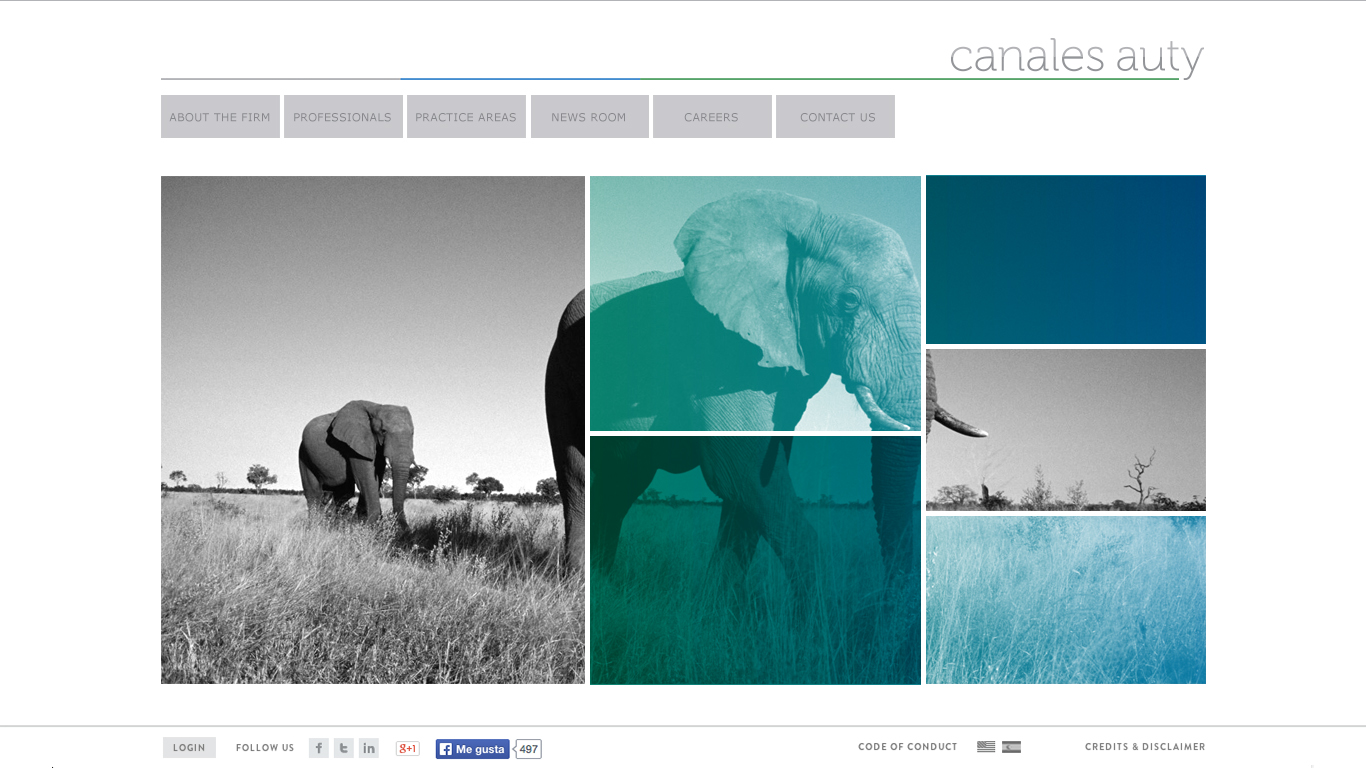 canales auty
ABOUT THE FIRM
PROFESSIONALS
PRACTICE AREAS
NEWS ROOM
CAREERS
CONTACT US
LOGIN
FOLLOW US
f
t
in
g+1
f Me gusta
497
CODE OF CONDUCT
CREDITS & DISCLAIMER